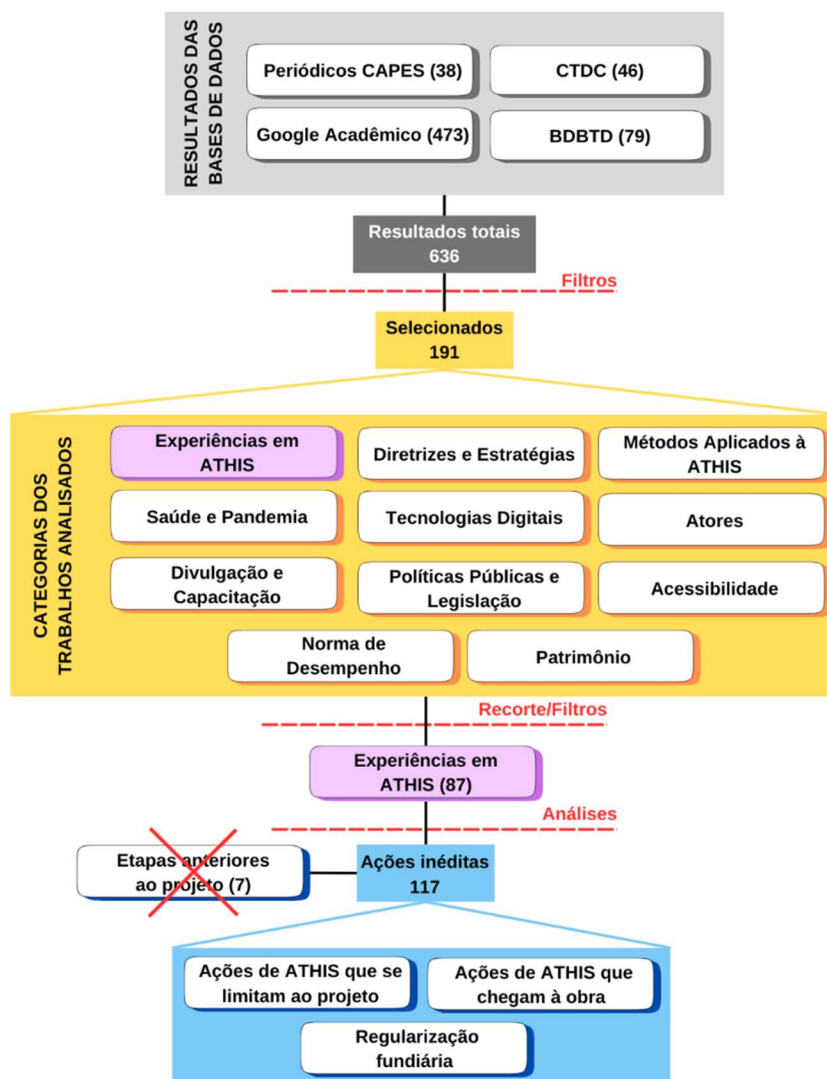 RESULTADOS DAS
BASES DE DADOS
Periódicos CAPES (38)
CTDC (46)
Google Acadêmico (473)
BDBTD (79)
Resultados totais
636
Filtros
Selecionados
191
CATEGORIAS DOS
TRABALHOS ANALISADOS
Experiências em
ATHIS
Diretrizes e Estratégias
Métodos Aplicados à
ATHIS
Saúde e Pandemia
Tecnologias Digitais
Atores
Divulgação e
Capacitação
Políticas Públicas e
Legislação
Acessibilidade
Norma de
Desempenho
Patrimônio
Recorte/Filtros
Experiências em
ATHIS (87)
Análises
Etapas anteriores
ao projeto (7)
Ações inéditas
117
Ações de ATHIS que se
limitam ao projeto
Ações de ATHIS que
chegam à obra
Regularização
fundiária